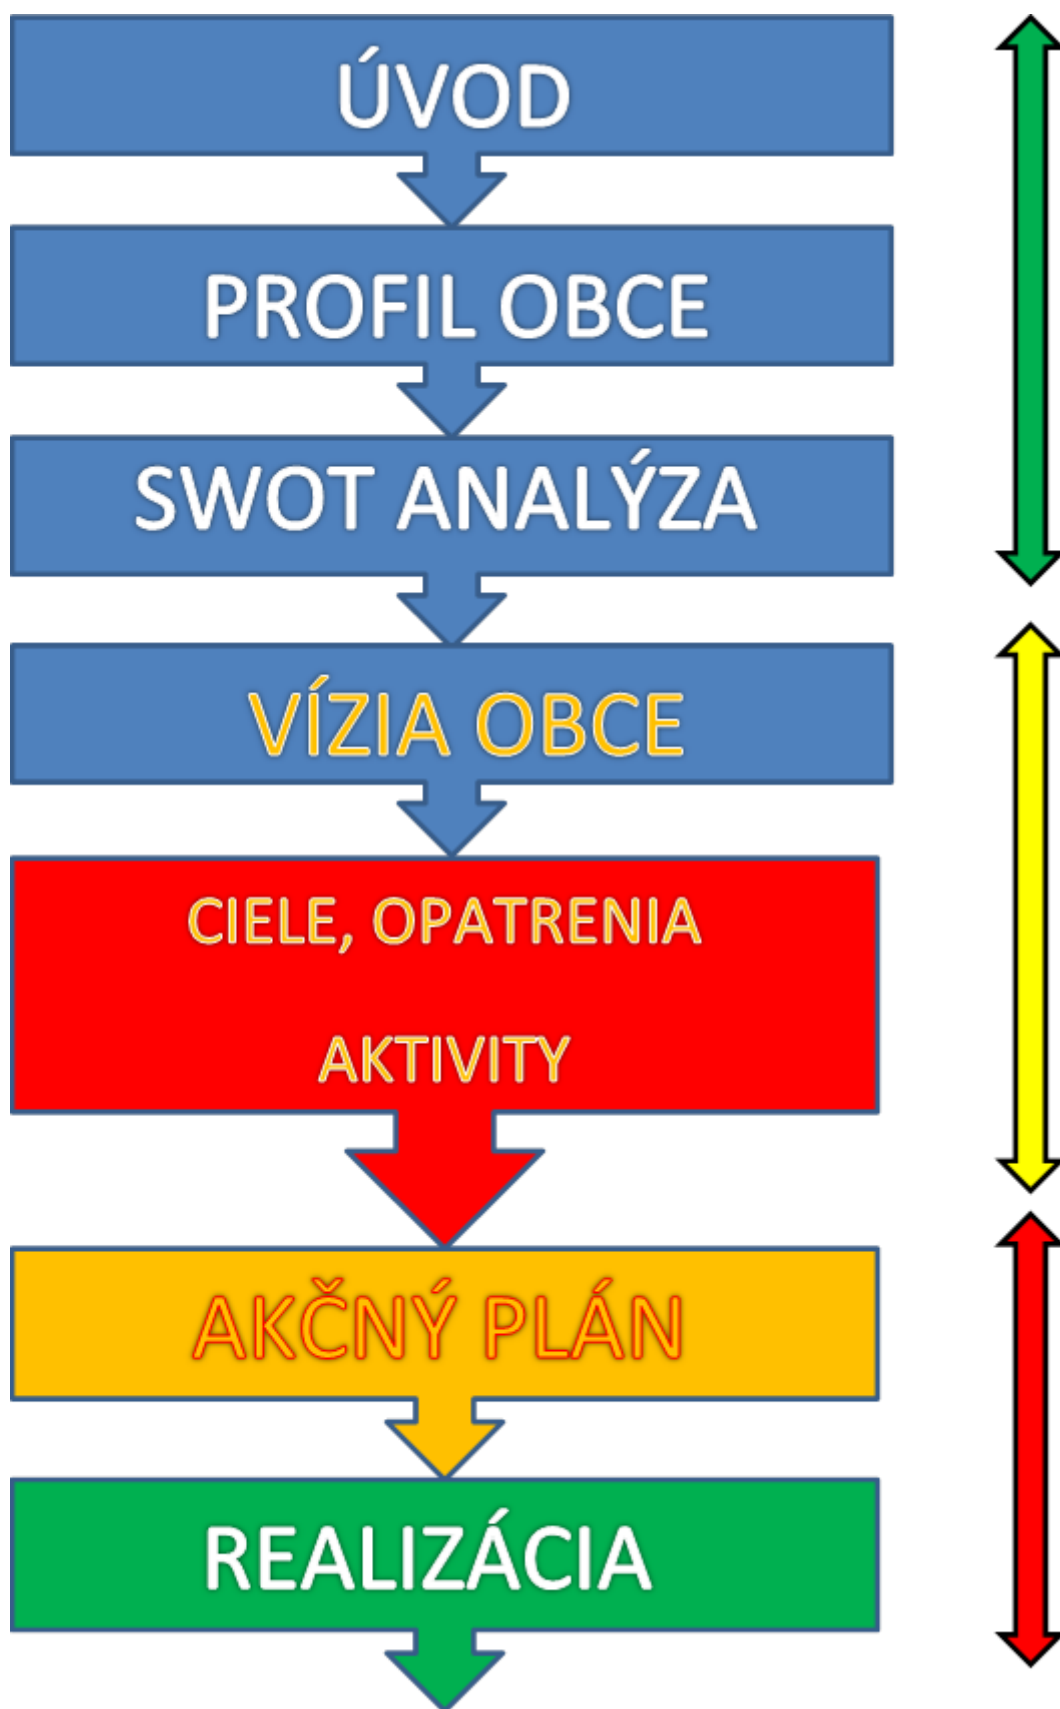 ÚVOD
PROFIL OBCE
SWOT ANALÝZA
VÍZIA OBCE
CIELE, OPATRENIA
AKTIVITY
AKČNÝ PLÁN
REALIZÁCIA